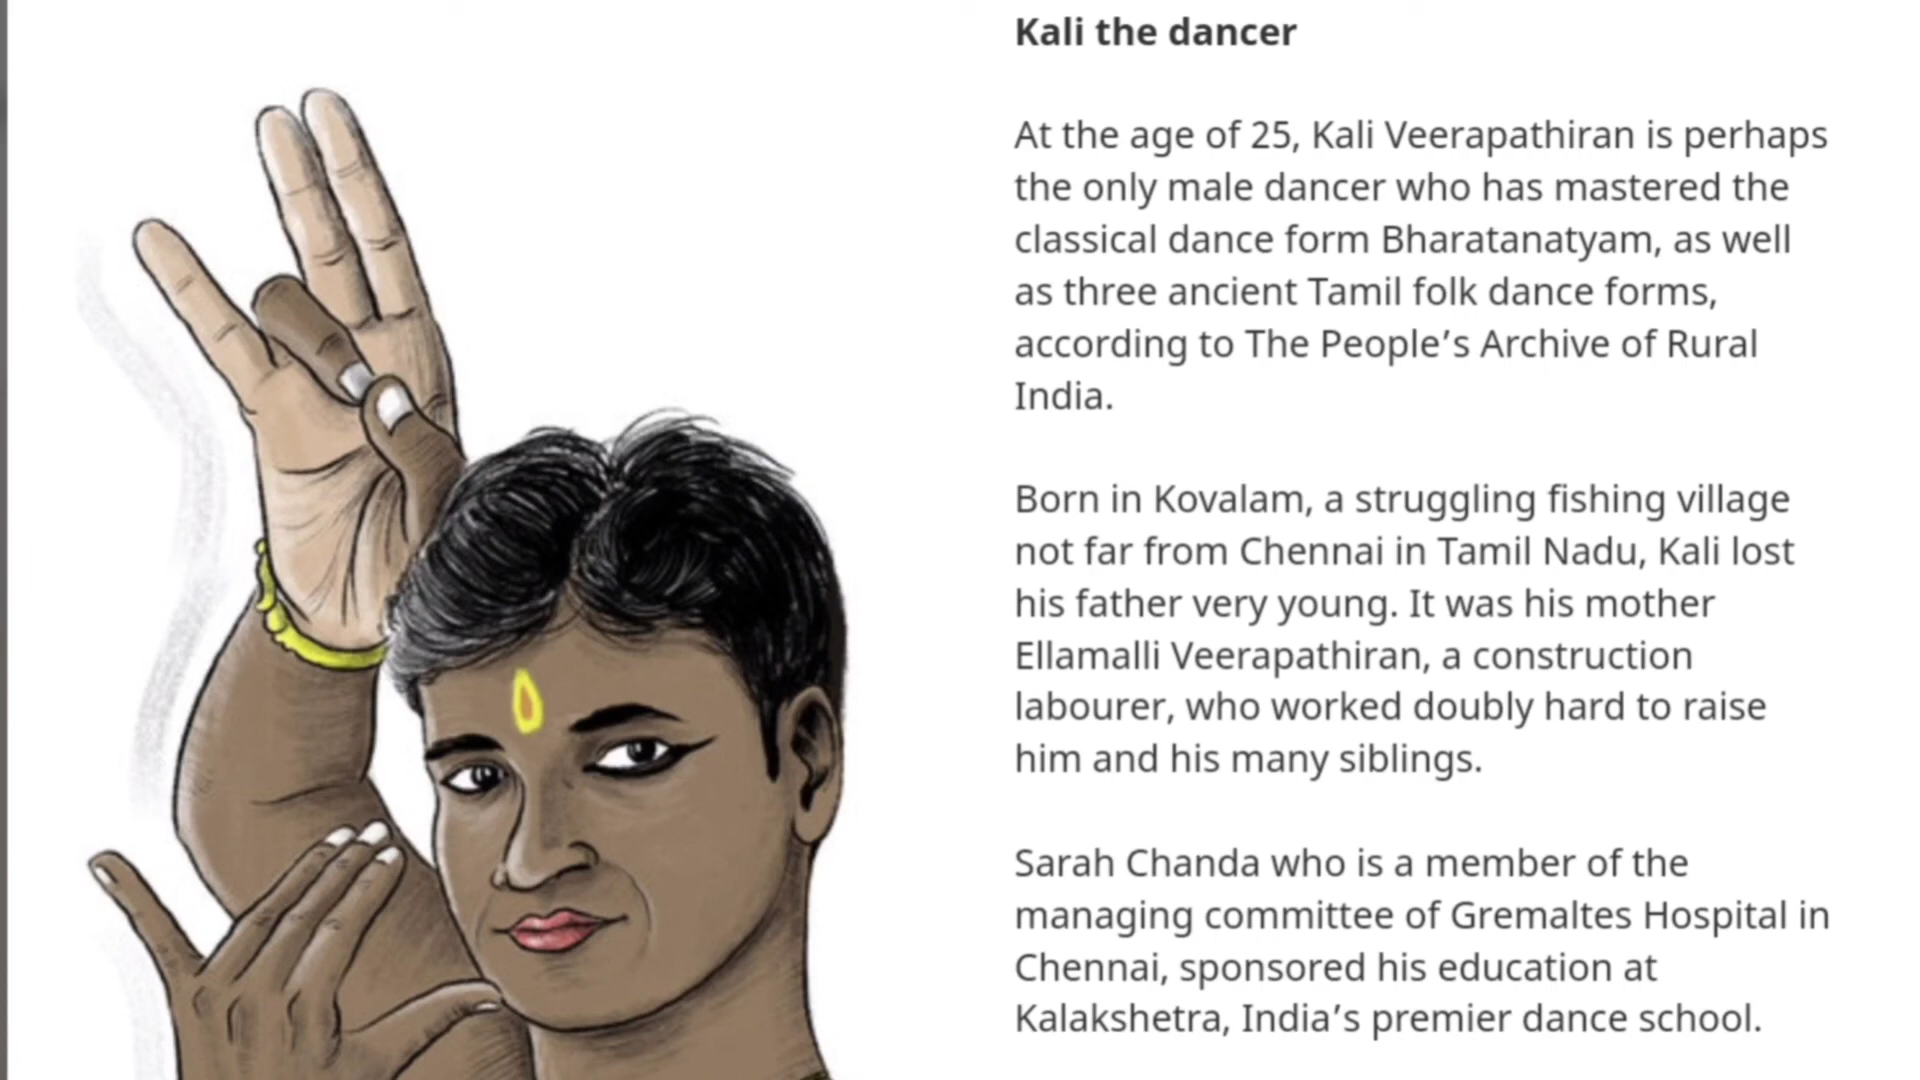 Kali the dancer
At the age of 25, Kali Veerapathiran is perhaps
the only male dancer who has mastered the
classical dance form Bharatanatyam, as well
as three ancient Tamil folk dance forms,
according to The People’s Archive of Rural
India.
Born in Kovalam, a struggling fishing village
not far from Chennai in Tamil Nadu, Kali lost
his father very young. It was his mother
Ellamalli Veerapathiran, a construction
labourer, who worked doubly hard to raise
him and his many siblings.
Sarah Chanda who is a member of the
managing committee of Gremaltes Hospital in
Chennai, sponsored his education at
Kalakshetra, India’s premier dance school.